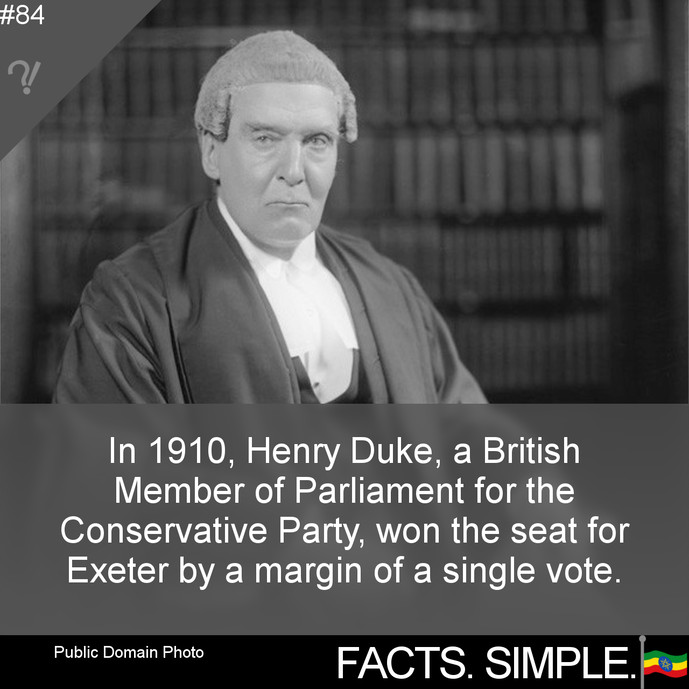 #84
?!
In 1910, Henry Duke, a British
Member of Parliament for the
Conservative Party, won the seat for
Exeter by a margin of a single vote.
Public Domain Photo
FACTS. SIMPLE.